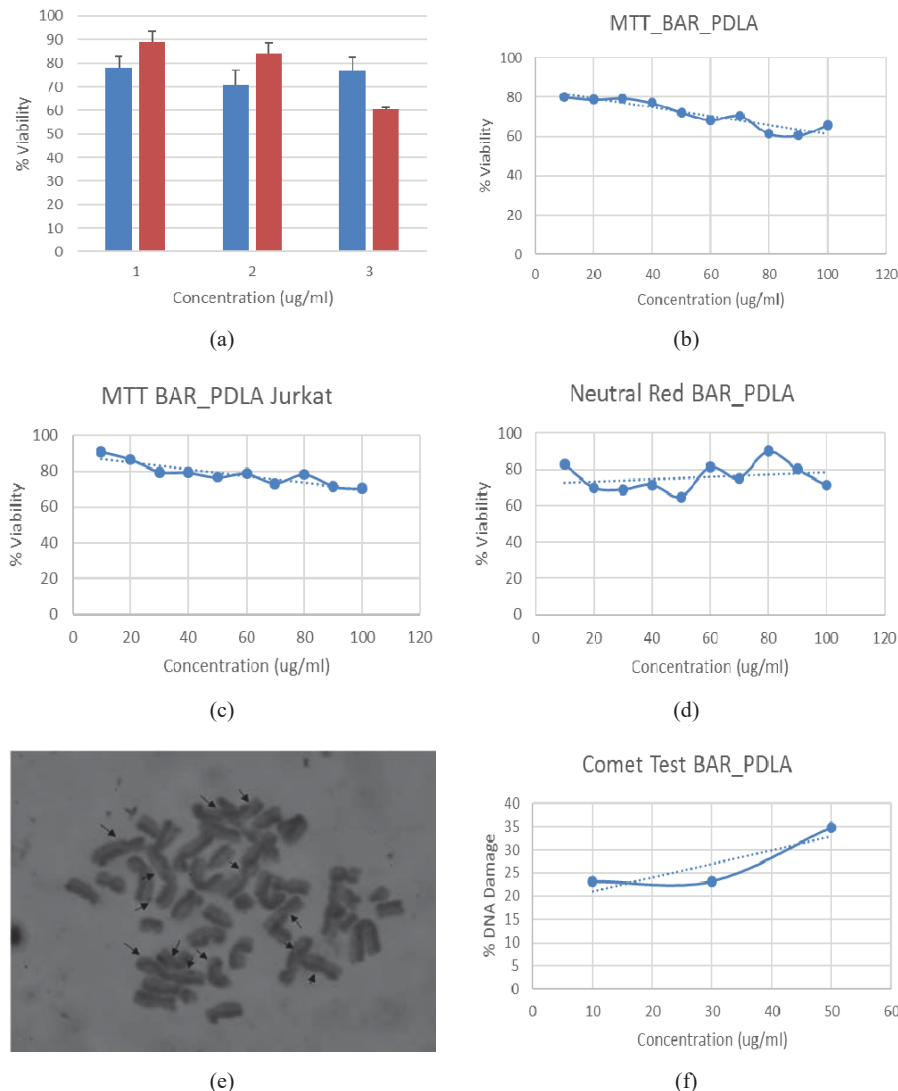 100
90
80
70
60
50
40
30
20
10
0
% Viability
1 2 3
Concentration (ug/ml)
(a)
MTT_BAR_PDLA
100
80
60
40
20
0
% Viability
0 20 40 60 80 100 120
Concentration (ug/ml)
(b)
MTT BAR_PDLA Jurkat
100
80
60
40
20
0
% Viability
0 20 40 60 80 100 120
Concentration (ug/ml)
(c)
Neutral Red BAR_PDLA
100
80
60
40
20
0
% Viability
0 20 40 60 80 100 120
Concentration (ug/ml)
(d)
(e)
Comet Test BAR_PDLA
40
35
30
25
20
15
10
5
0
% DNA Damage
0 10 20 30 40 50 60
Concentration (ug/ml)
(f)